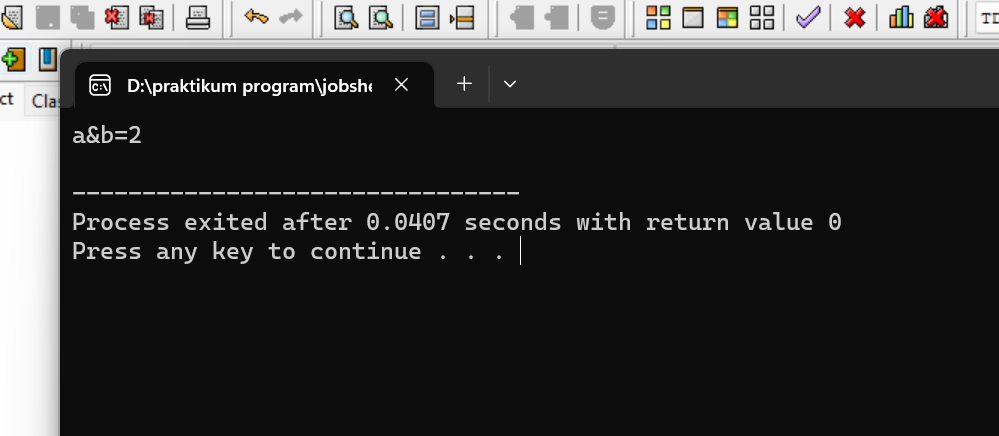 TD
ct Clas
D:\praktikum program\jobshe
a&b=2
--------------------------------
Process exited after 0.0407 seconds with return value 0
Press any key to continue . . .